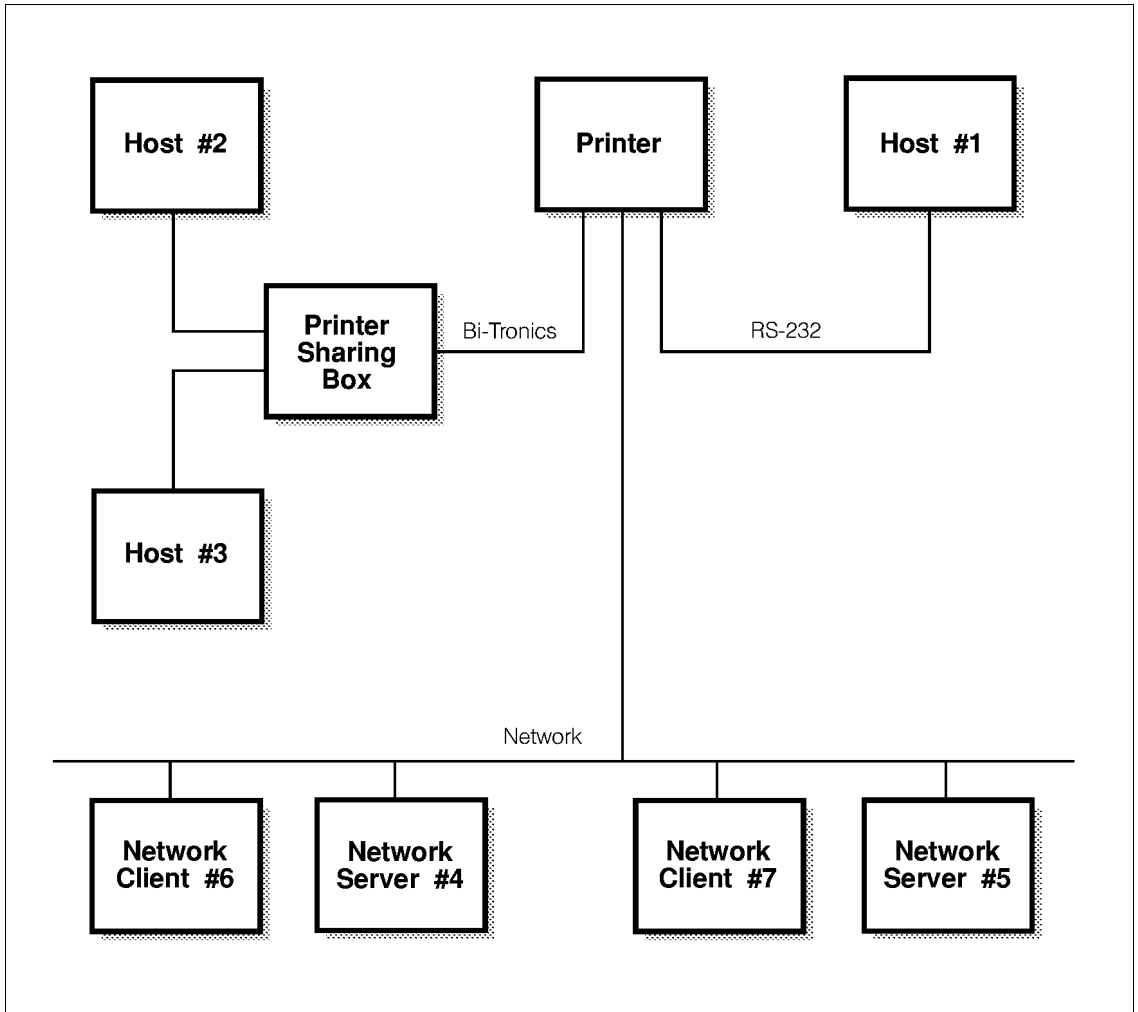 Host #2
Printer
Host #1
Printer
Sharing
Box
Bi-Tronics
RS-232
Host #3
Network
Network
Client #6
Network
Server #4
Network
Client #7
Network
Server #5